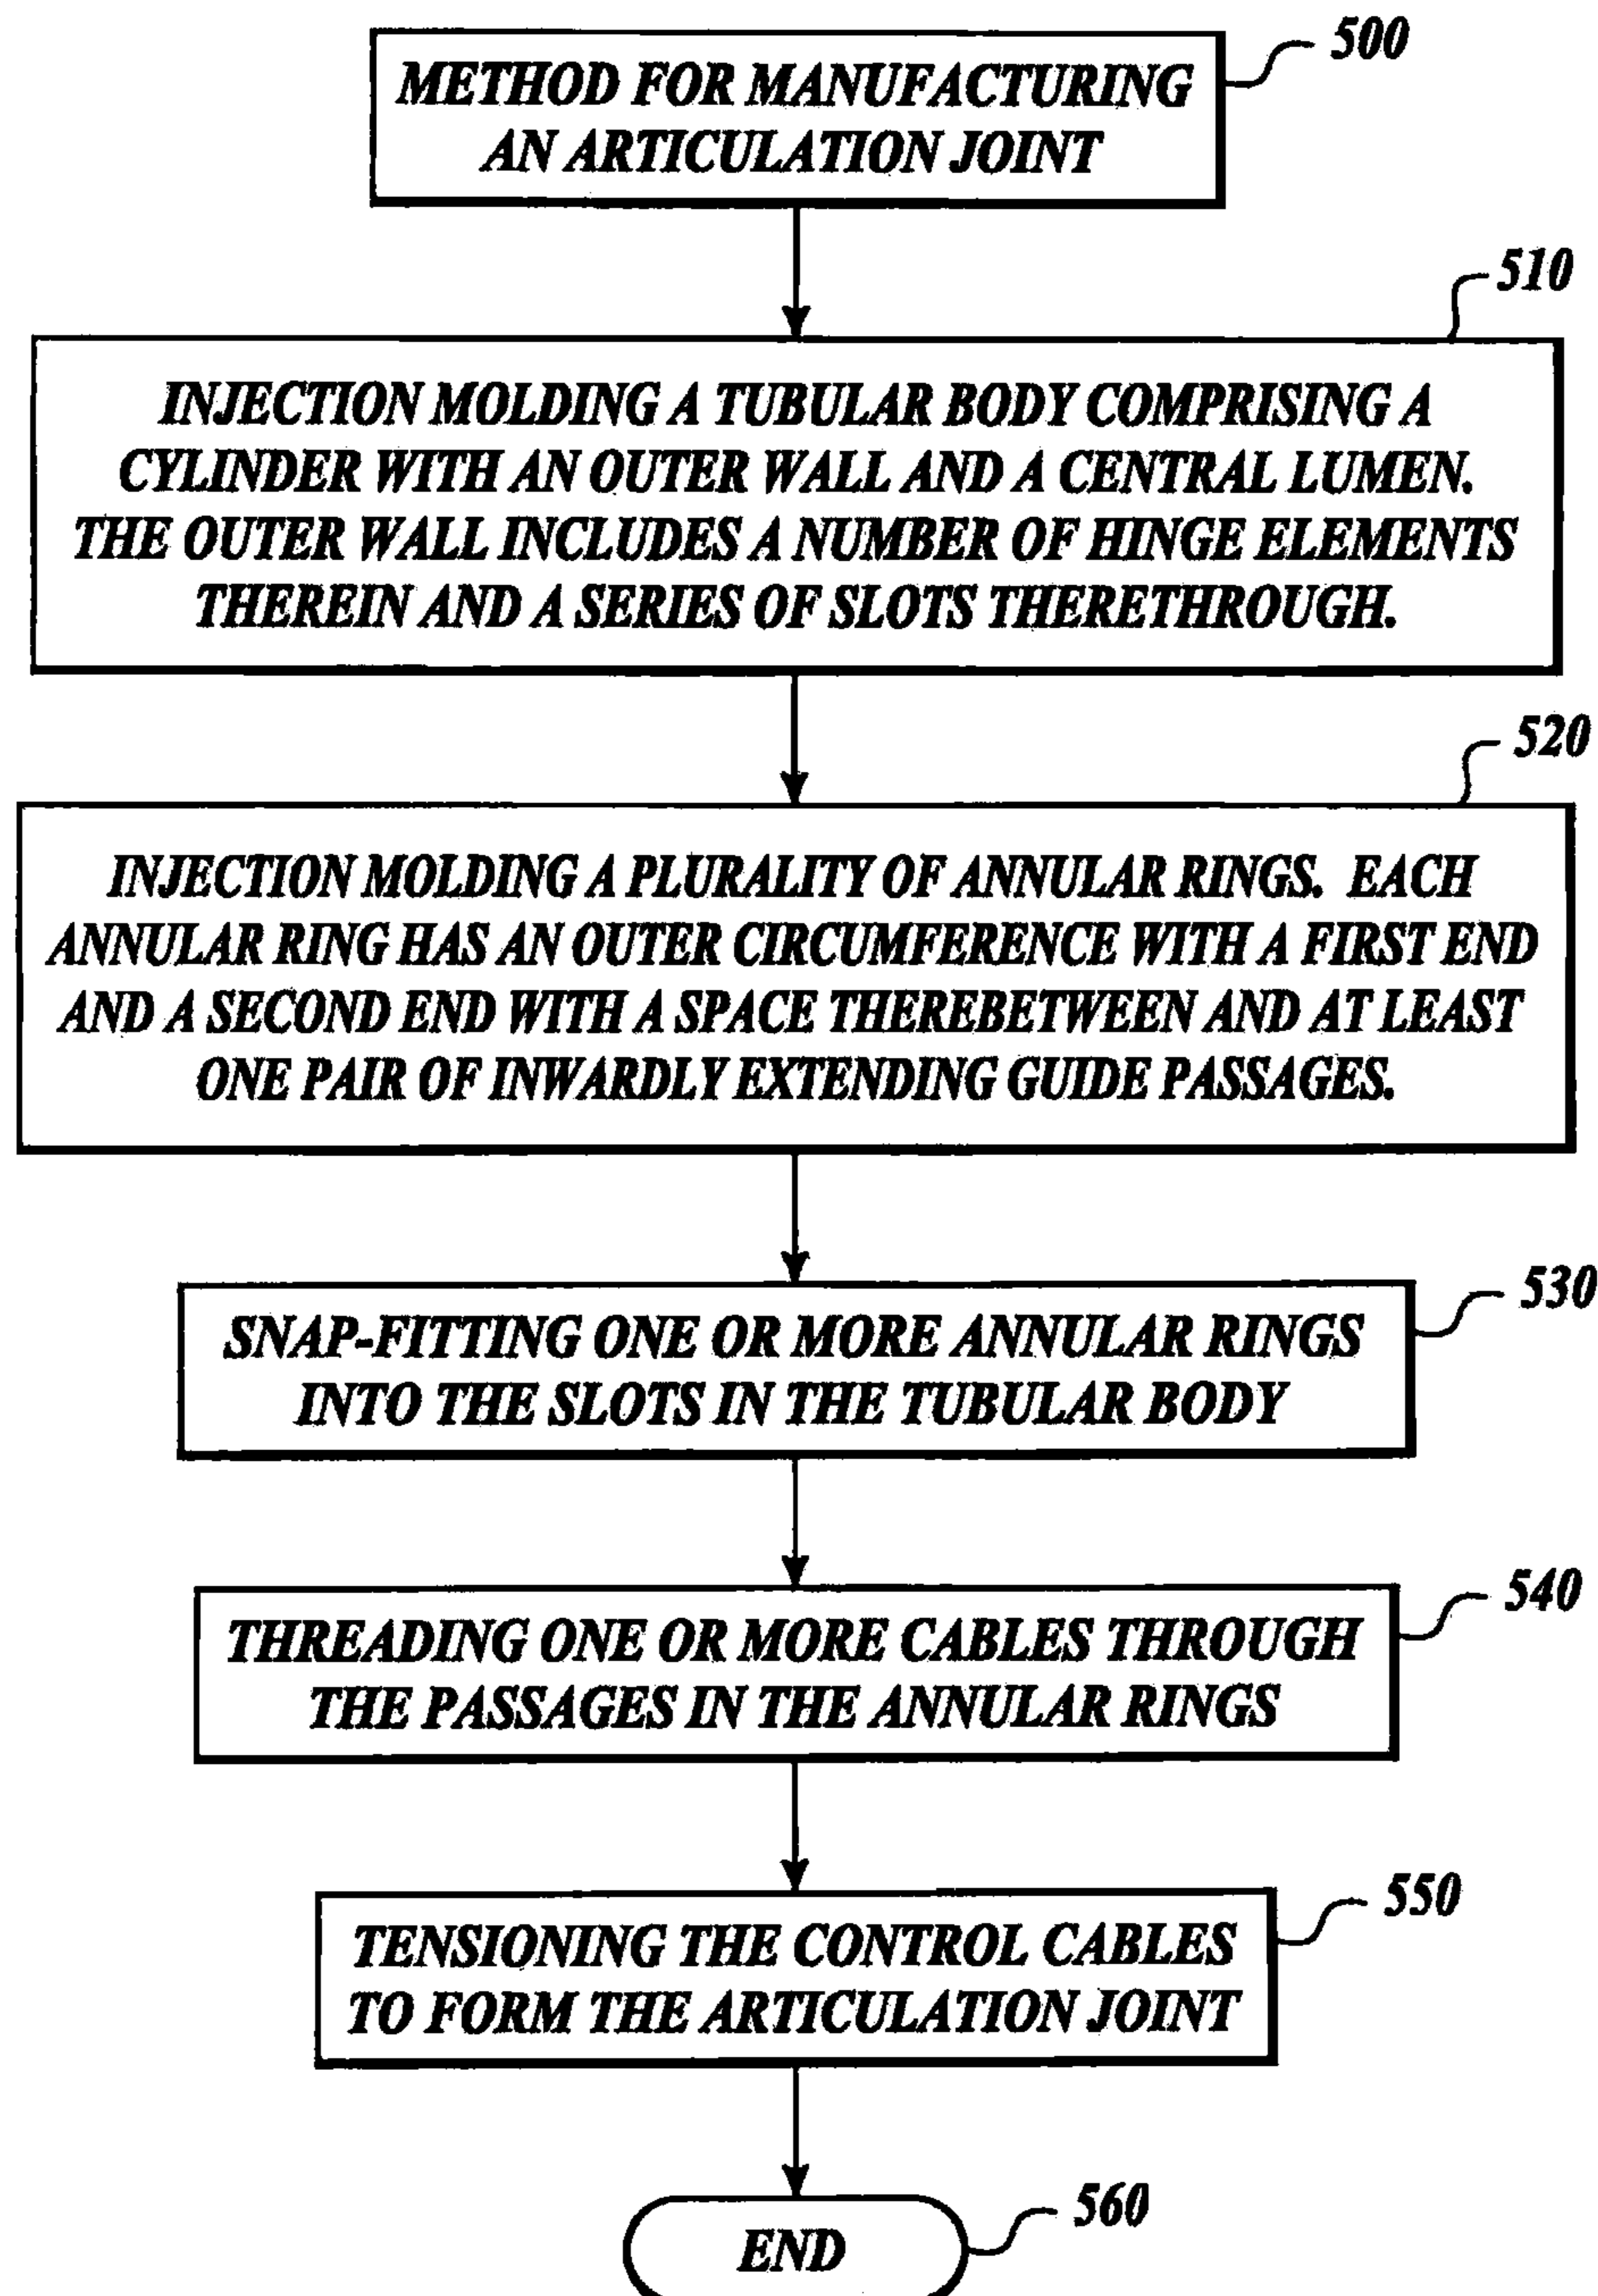 METHOD FOR MANUFACTURING
AN ARTICULATION JOINT
500
510
INJECTION MOLDING A TUBULAR BODY COMPRISING A
CYLINDER WITH AN OUTER WALL AND A CENTRAL LUMEN.
THE OUTER WALL INCLUDES A NUMBER OF HINGE ELEMENTS
THEREIN AND A SERIES OF SLOTS THERETHROUGH.
520
INJECTION MOLDING A PLURALITY OF ANNULAR RINGS. EACH
ANNULAR RING HAS AN OUTER CIRCUMFERENCE WITH A FIRST END
AND A SECOND END WITH A SPACE THEREBETWEEN AND AT LEAST
ONE PAIR OF INWARDLY EXTENDING GUIDE PASSAGES.
530
SNAP-FITTING ONE OR MORE ANNULAR RINGS
INTO THE SLOTS IN THE TUBULAR BODY
540
THREADING ONE OR MORE CABLES THROUGH
THE PASSAGES IN THE ANNULAR RINGS
550
TENSIONING THE CONTROL CABLES
TO FORM THE ARTICULATION JOINT
560
END